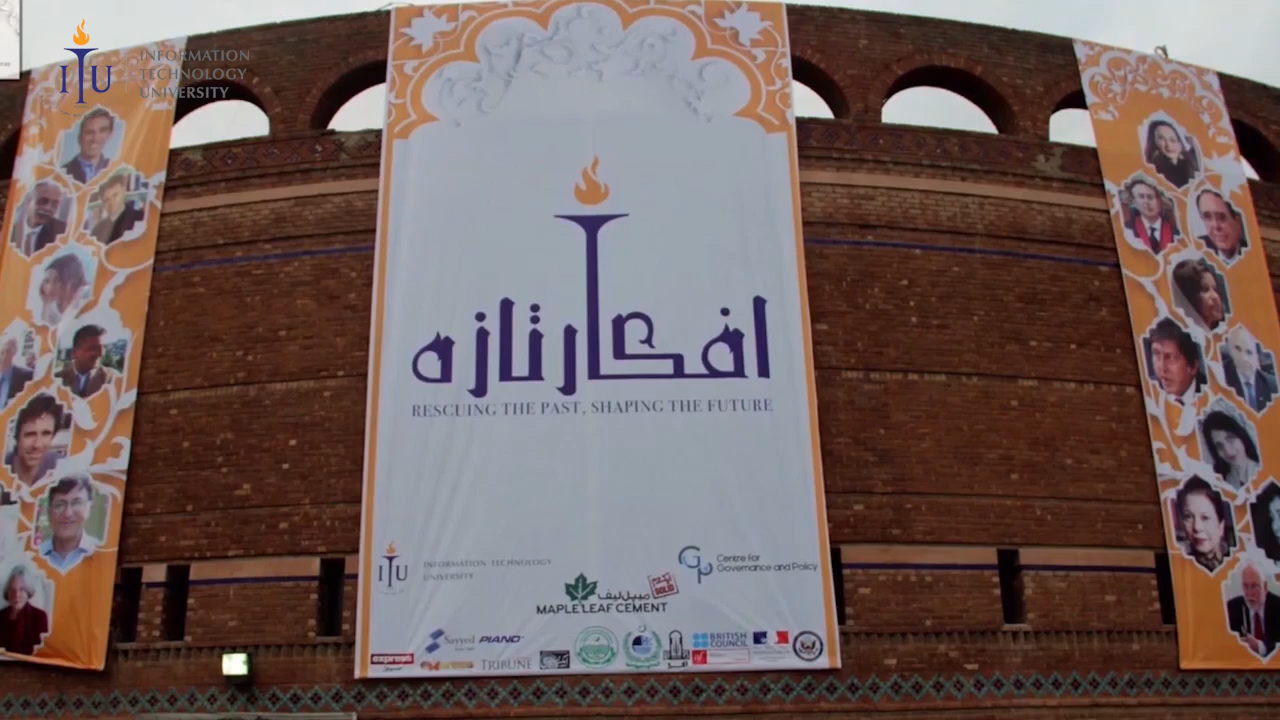 ITU
INFORMATION
TECHNOLOGY
UNIVERSITY
افکار تازہ
RESCUING THE PAST, SHAPING THE FUTURE
ITU
INFORMATION TECHNOLOGY
UNIVERSITY
Centre for
Governance and Policy
میپل لیف
MAPLE LEAF CEMENT
Sayyed
PIANO
BRITISH
COUNCIL
express
TRIBUNE